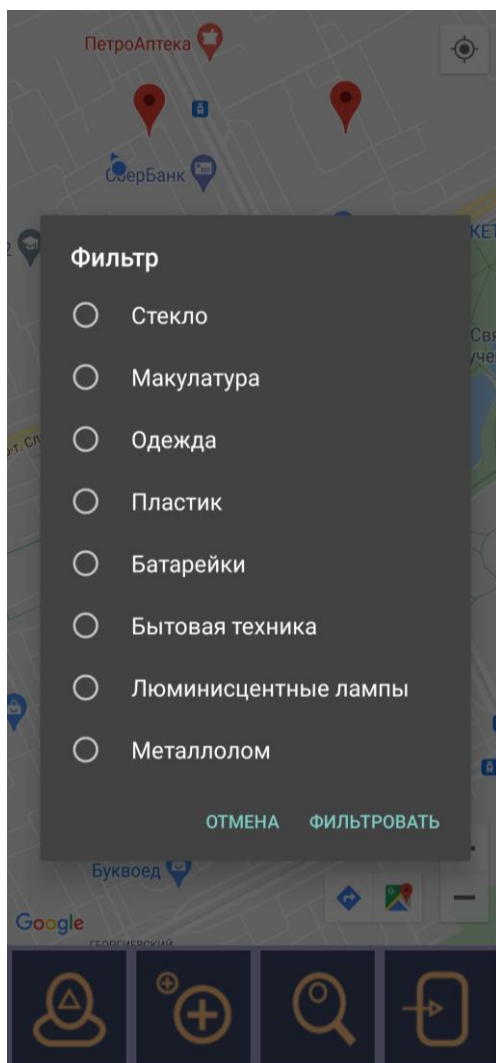 ПетроАптека
СберБанк
Фильтр
Стекло
Макулатура
Одежда
Пластик
Батарейки
Бытовая техника
Люминисцентные лампы
Металлолом
ОТМЕНА ФИЛЬТРОВАТЬ
Буквоед
Google